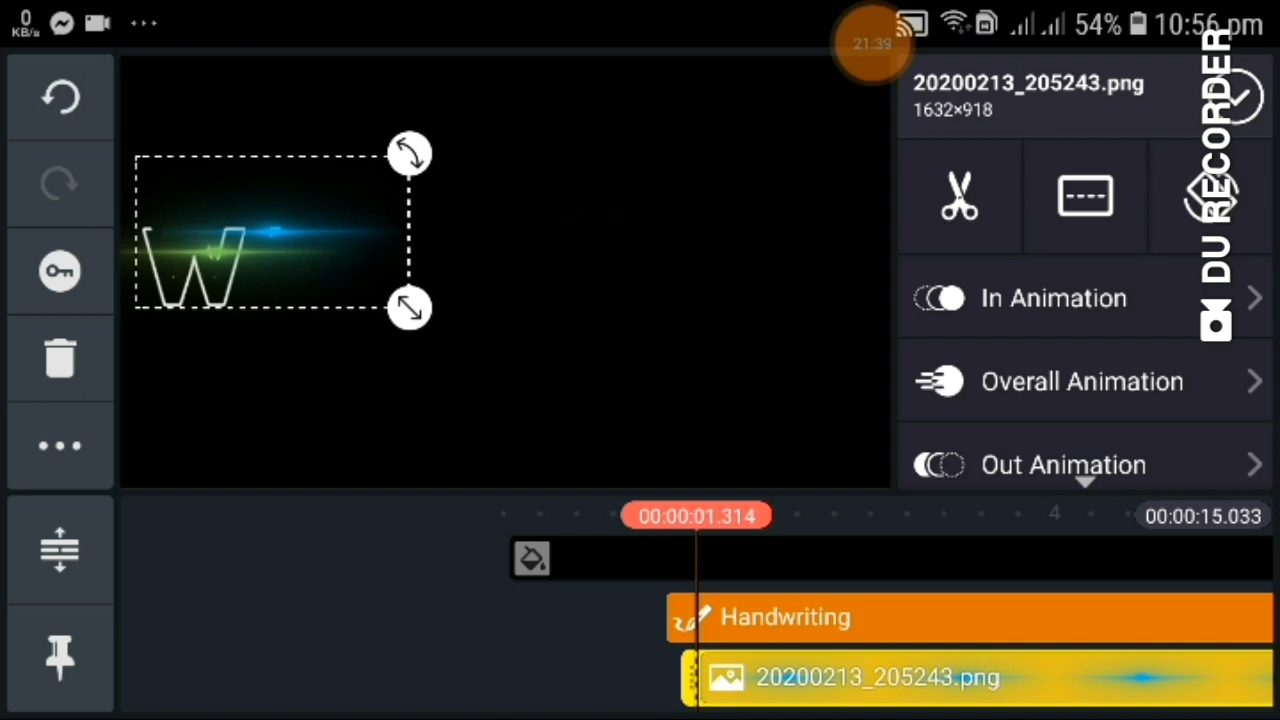 0 KB/s 54% 10:56 pm
21:39
20200213_205243.png
1632×918
DU RECORDER
In Animation
Overall Animation
Out Animation
W
00:00:01.314
4
00:00:15.033
Handwriting
20200213_205243.png